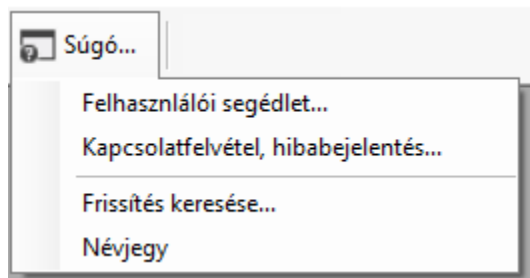 Súgó...
Felhasznlálói segédlet...
Kapcsolatfelvétel, hibabejelentés...
Frissítés keresése...
Névjegy